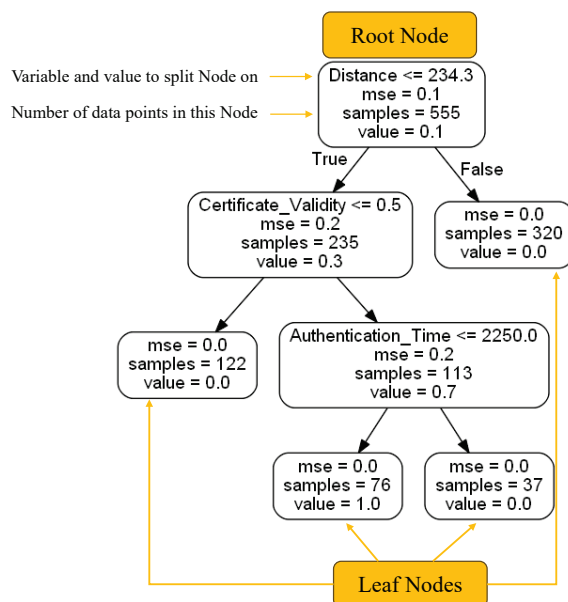 Root Node
Variable and value to split Node on
Distance <= 234.3
mse = 0.1
Number of data points in this Node
samples = 555
value = 0.1
True
False
Certificate_Validity <= 0.5
mse = 0.2
samples = 235
value = 0.3
mse = 0.0
samples = 320
value = 0.0
mse = 0.0
samples = 122
value = 0.0
Authentication_Time <= 2250.0
mse = 0.2
samples = 113
value = 0.7
mse = 0.0
samples = 76
value = 1.0
mse = 0.0
samples = 37
value = 0.0
Leaf Nodes